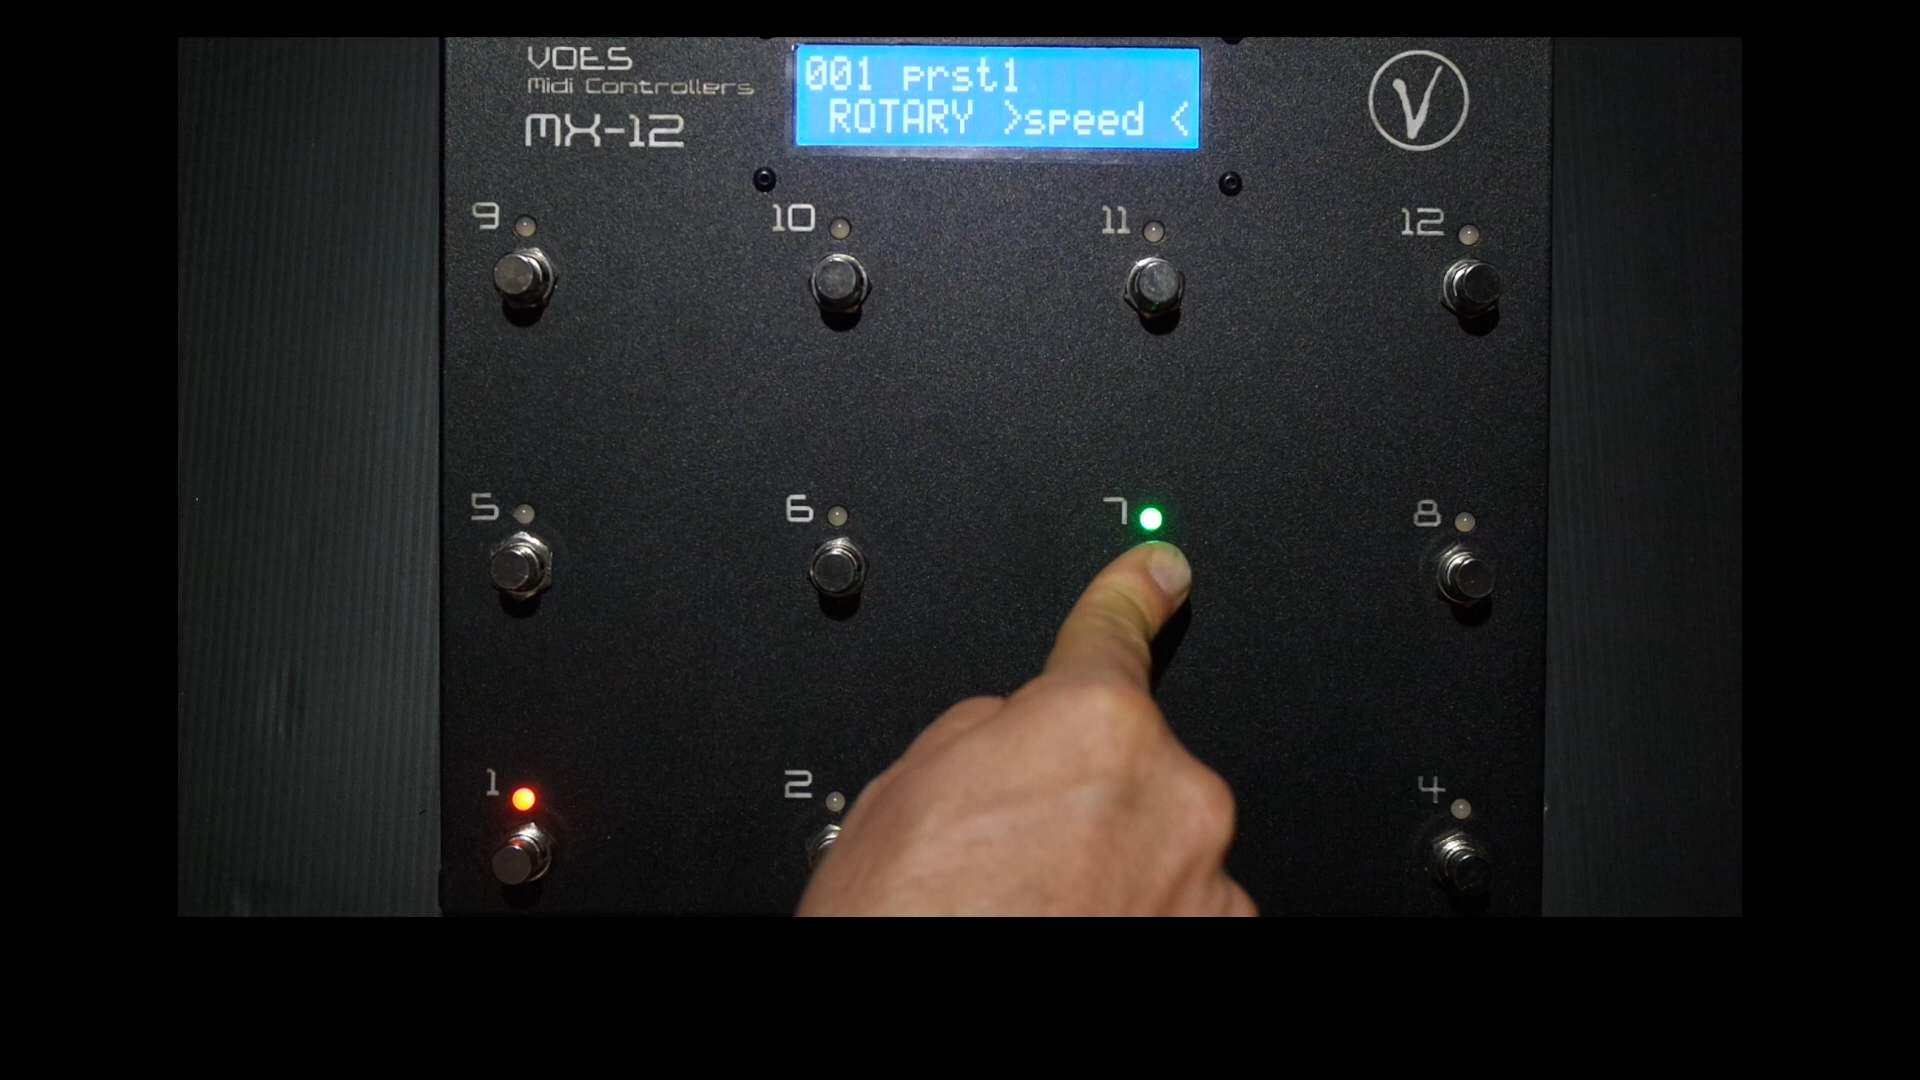 VOES
Midi Controllers
MX-12
001 prst1
ROTARY >speed <
V
9
10
11
12
5
6
7
8
1
2
4